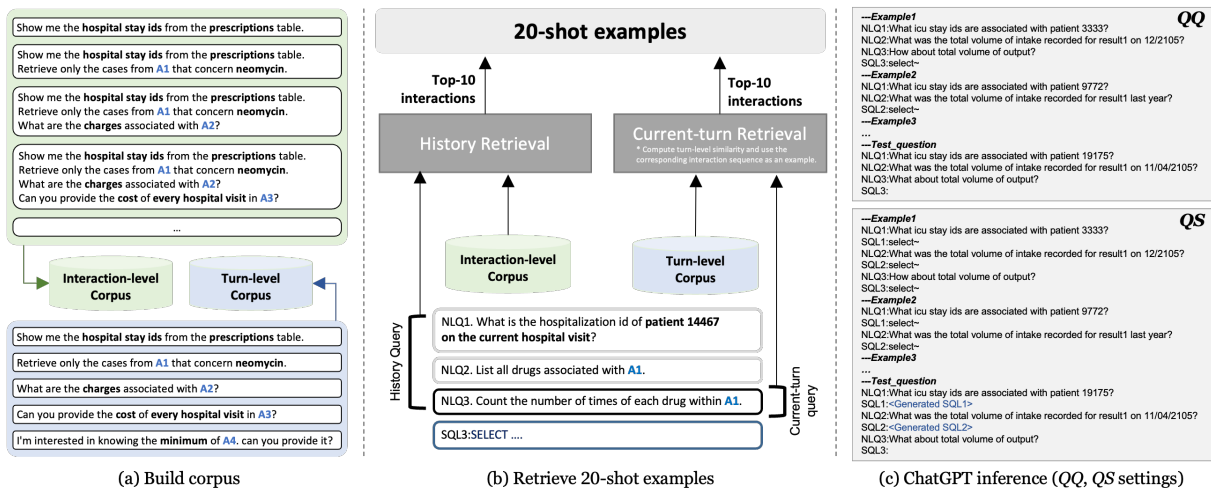 Show me the hospital stay ids from the prescriptions table.
Show me the hospital stay ids from the prescriptions table.
Retrieve only the cases from A1 that concern neomycin.
Show me the hospital stay ids from the prescriptions table.
Retrieve only the cases from A1 that concern neomycin.
What are the charges associated with A2?
Show me the hospital stay ids from the prescriptions table.
Retrieve only the cases from A1 that concern neomycin.
What are the charges associated with A2?
Can you provide the cost of every hospital visit in A3?
...
Interaction-level
Corpus
Turn-level
Corpus
Show me the hospital stay ids from the prescriptions table.
Retrieve only the cases from A1 that concern neomycin.
What are the charges associated with A2?
Can you provide the cost of every hospital visit in A3?
I'm interested in knowing the minimum of A4. can you provide it?
(a) Build corpus
20-shot examples
Top-10
interactions
Top-10
interactions
History Retrieval
Current-turn Retrieval
* Compute turn-level similarity and use the
corresponding interaction sequence as an example.
Interaction-level
Corpus
Turn-level
Corpus
History Query
NLQ1. What is the hospitalization id of patient 14467
on the current hospital visit?
NLQ2. List all drugs associated with A1.
NLQ3. Count the number of times of each drug within A1.
SQL3:SELECT ....
Current-turn
query
(b) Retrieve 20-shot examples
QQ
---Example1
NLQ1:What icu stay ids are associated with patient 3333?
NLQ2:What was the total volume of intake recorded for result1 on 12/2105?
NLQ3:How about total volume of output?
SQL3:select~
---Example2
NLQ1:What icu stay ids are associated with patient 9772?
NLQ2:What was the total volume of intake recorded for result1 last year?
SQL2:select~
---Example3
...
---Test_question
NLQ1:What icu stay ids are associated with patient 19175?
NLQ2:What was the total volume of intake recorded for result1 on 11/04/2105?
NLQ3:What about total volume of output?
SQL3:
QS
---Example1
NLQ1:What icu stay ids are associated with patient 3333?
SQL1:select~
NLQ2:What was the total volume of intake recorded for result1 on 12/2105?
SQL2:select~
NLQ3:How about total volume of output?
SQL3:select~
---Example2
NLQ1:What icu stay ids are associated with patient 9772?
SQL1:select~
NLQ2:What was the total volume of intake recorded for result1 last year?
SQL2:select~
---Example3
...
---Test_question
NLQ1:What icu stay ids are associated with patient 19175?
SQL1:<Generated SQL1>
NLQ2:What was the total volume of intake recorded for result1 on 11/04/2105?
SQL2:<Generated SQL2>
NLQ3:What about total volume of output?
SQL3:
(c) ChatGPT inference (QQ, QS settings)